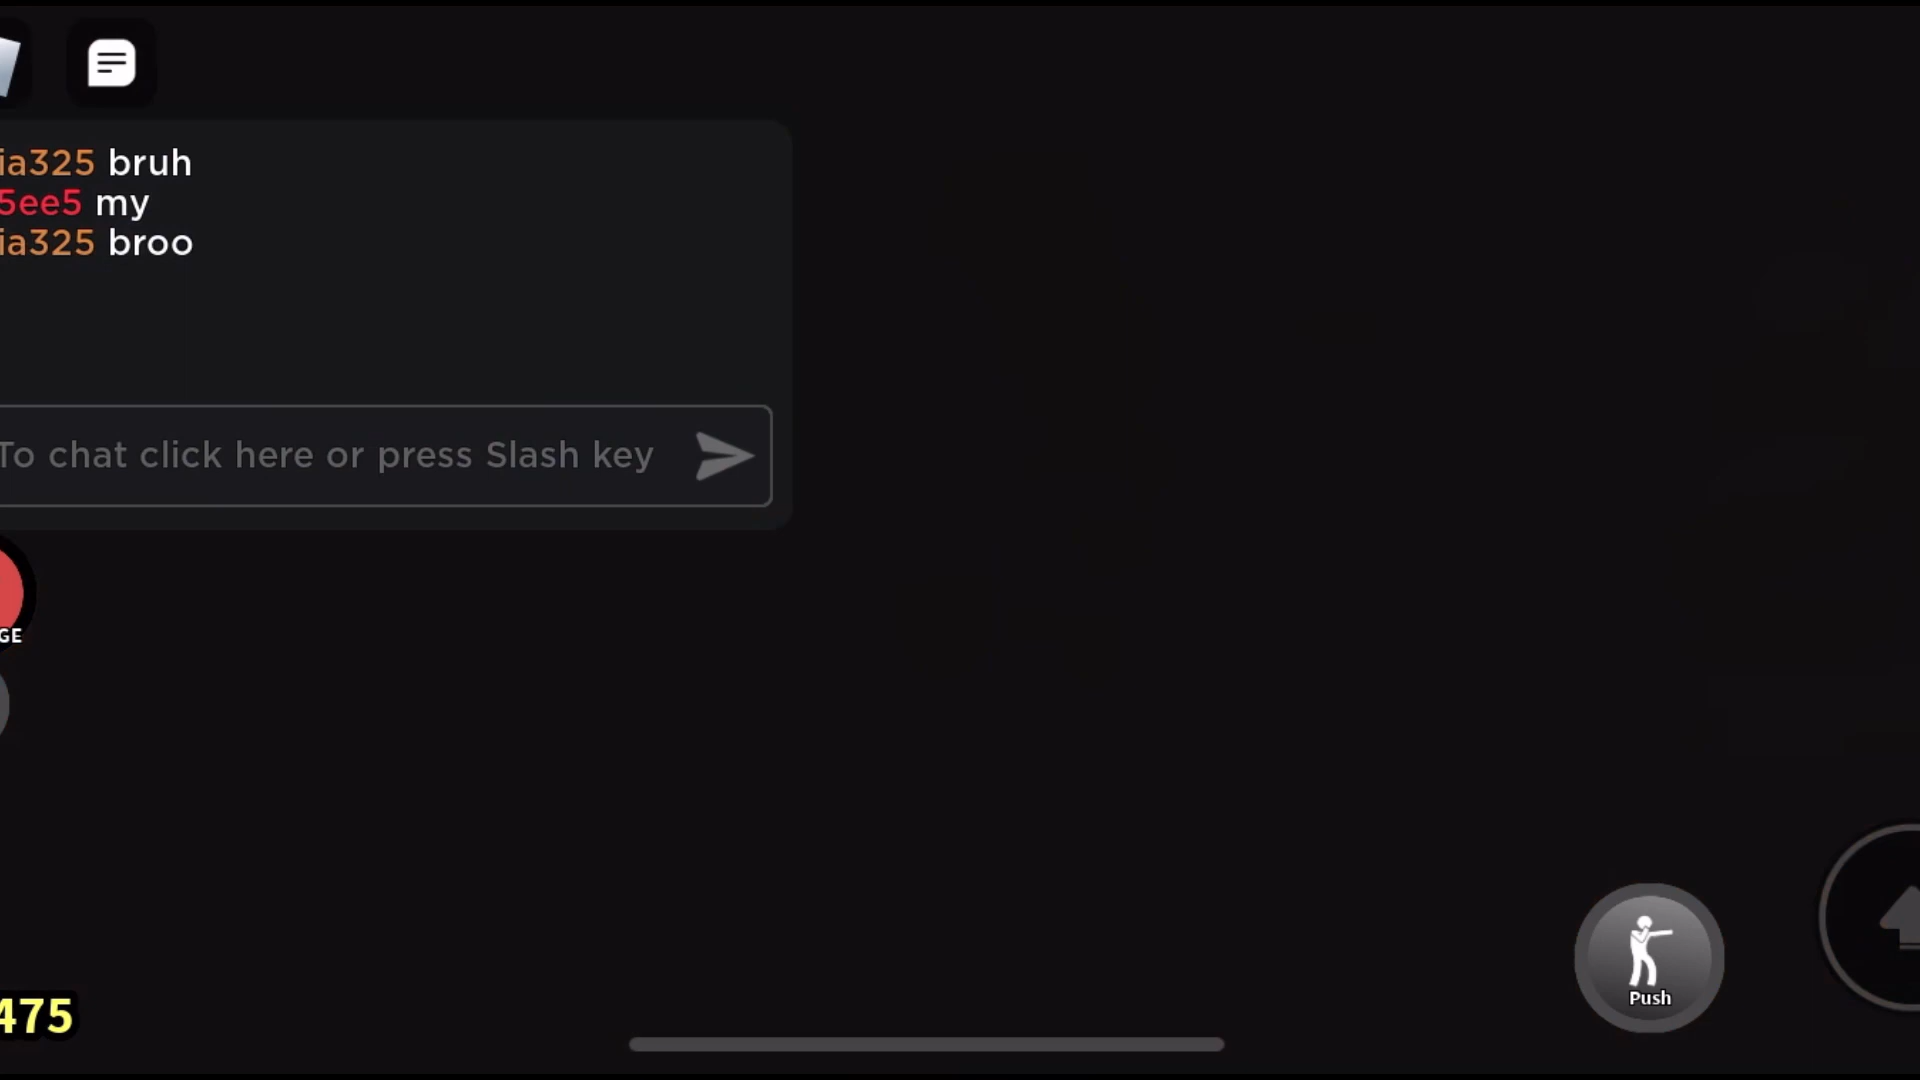 ia325 bruh
5ee5 my
ia325 broo
To chat click here or press Slash key
GE
Push
475